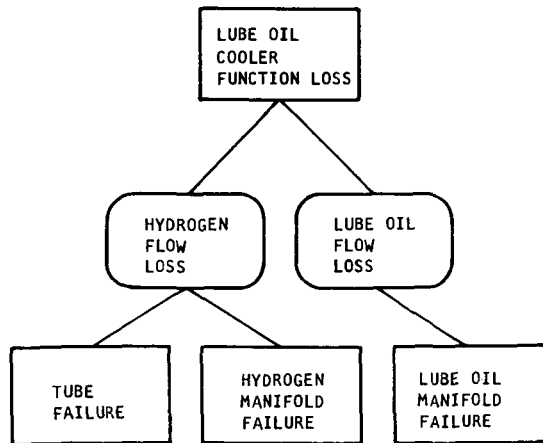 LUBE OIL
COOLER
FUNCTION LOSS
HYDROGEN
FLOW
LOSS
LUBE OIL
FLOW
LOSS
TUBE
FAILURE
HYDROGEN
MANIFOLD
FAILURE
LUBE OIL
MANIFOLD
FAILURE